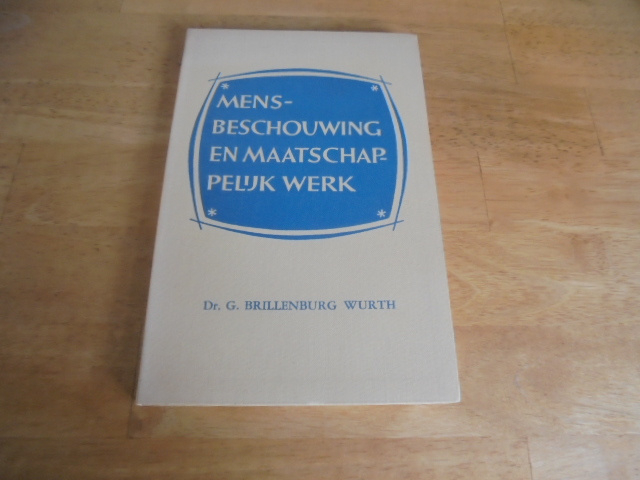 MENS-
BESCHOUWING
EN MAATSCHAP-
PELIJK WERK
Dr. G. BRILLENBURG WURTH